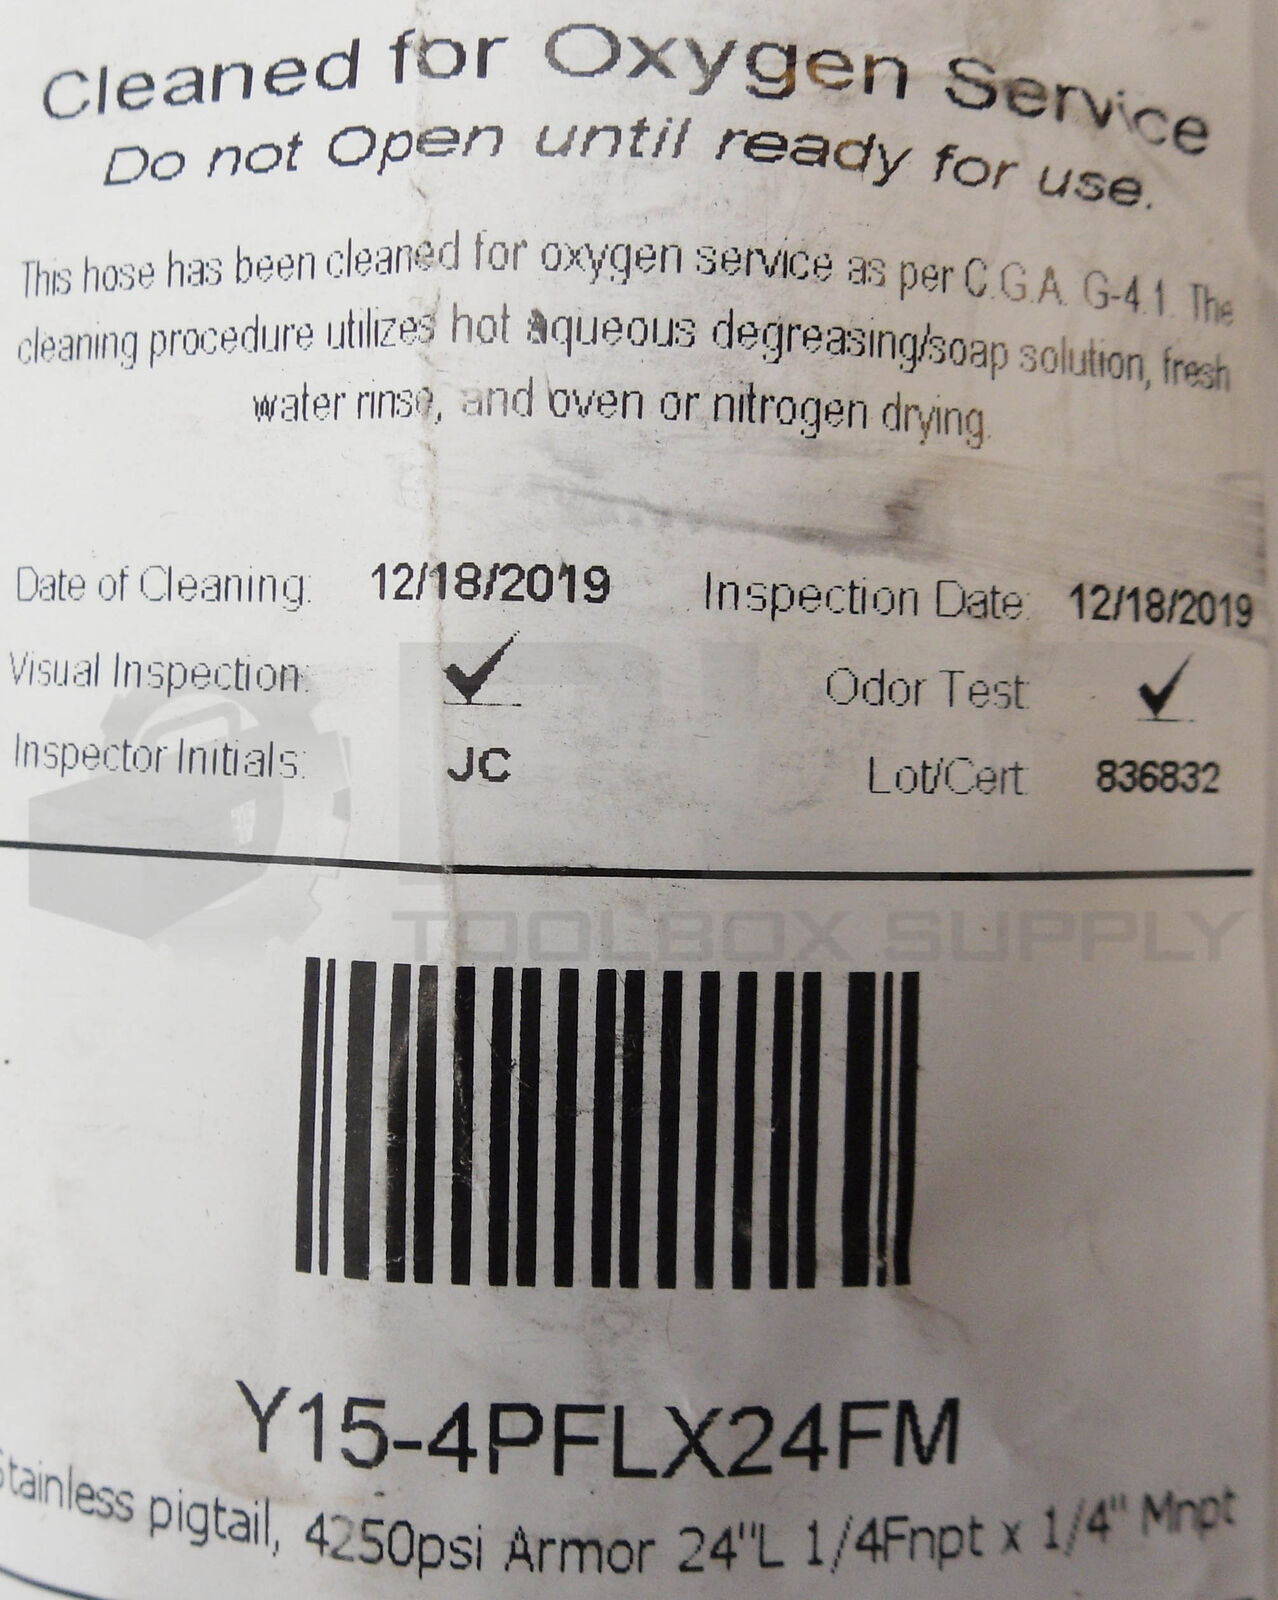 Cleaned for Oxygen Service
Do not Open until ready for use.
This hose has been cleaned for oxygen service as per C.G.A. G-4.1. The
cleaning procedure utilizes hot aqueous degreasing/soap solution, fresh
water rinse, and oven or nitrogen drying.
Date of Cleaning: 12/18/2019 Inspection Date: 12/18/2019
Visual Inspection: ✓ Odor Test: ✓
Inspector Initials: JC Lot/Cert: 836832
TOOLBOX SUPPLY
Y15-4PFLX24FM
Stainless pigtail, 4250psi Armor 24"L 1/4Fnpt x 1/4" Mnpt